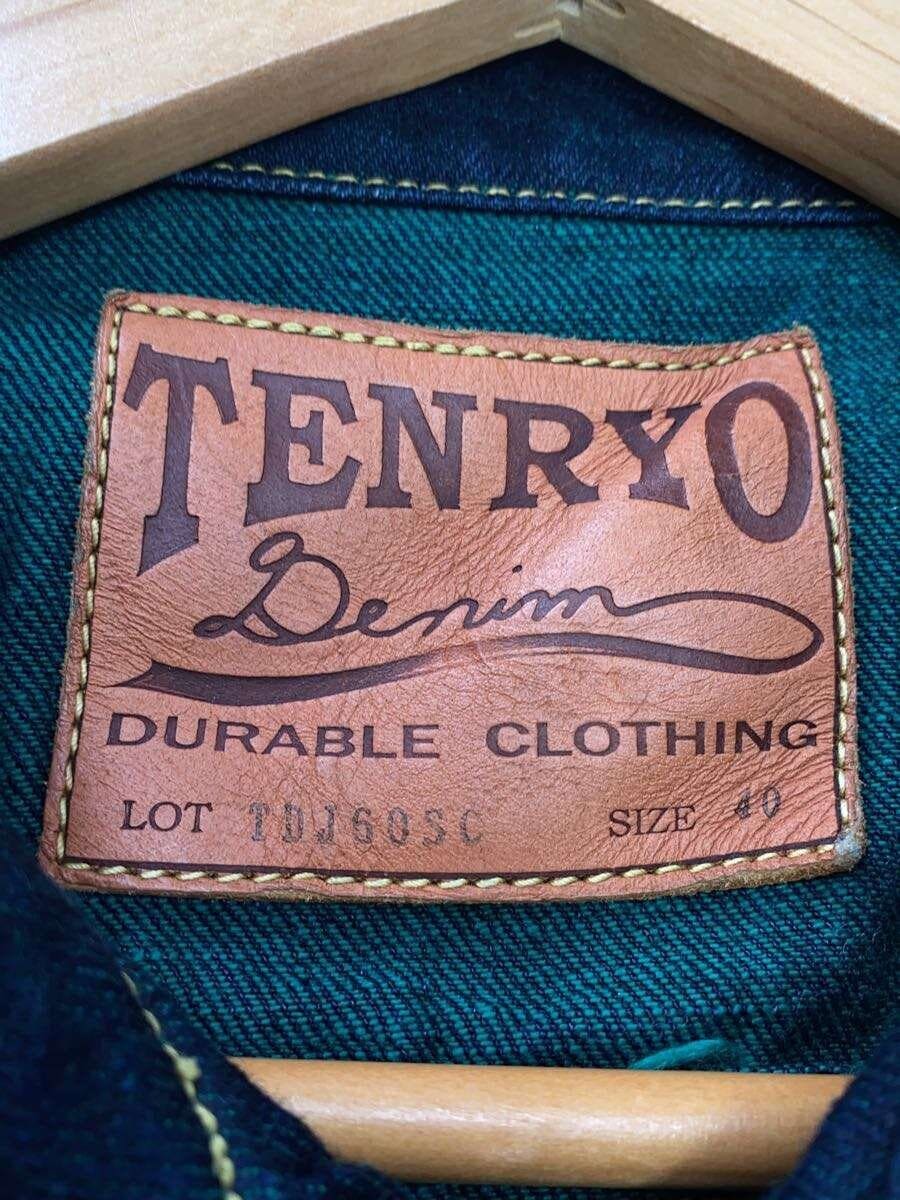 TENRYO
Denim
DURABLE CLOTHING
LOT TDJ60SC SIZE 40